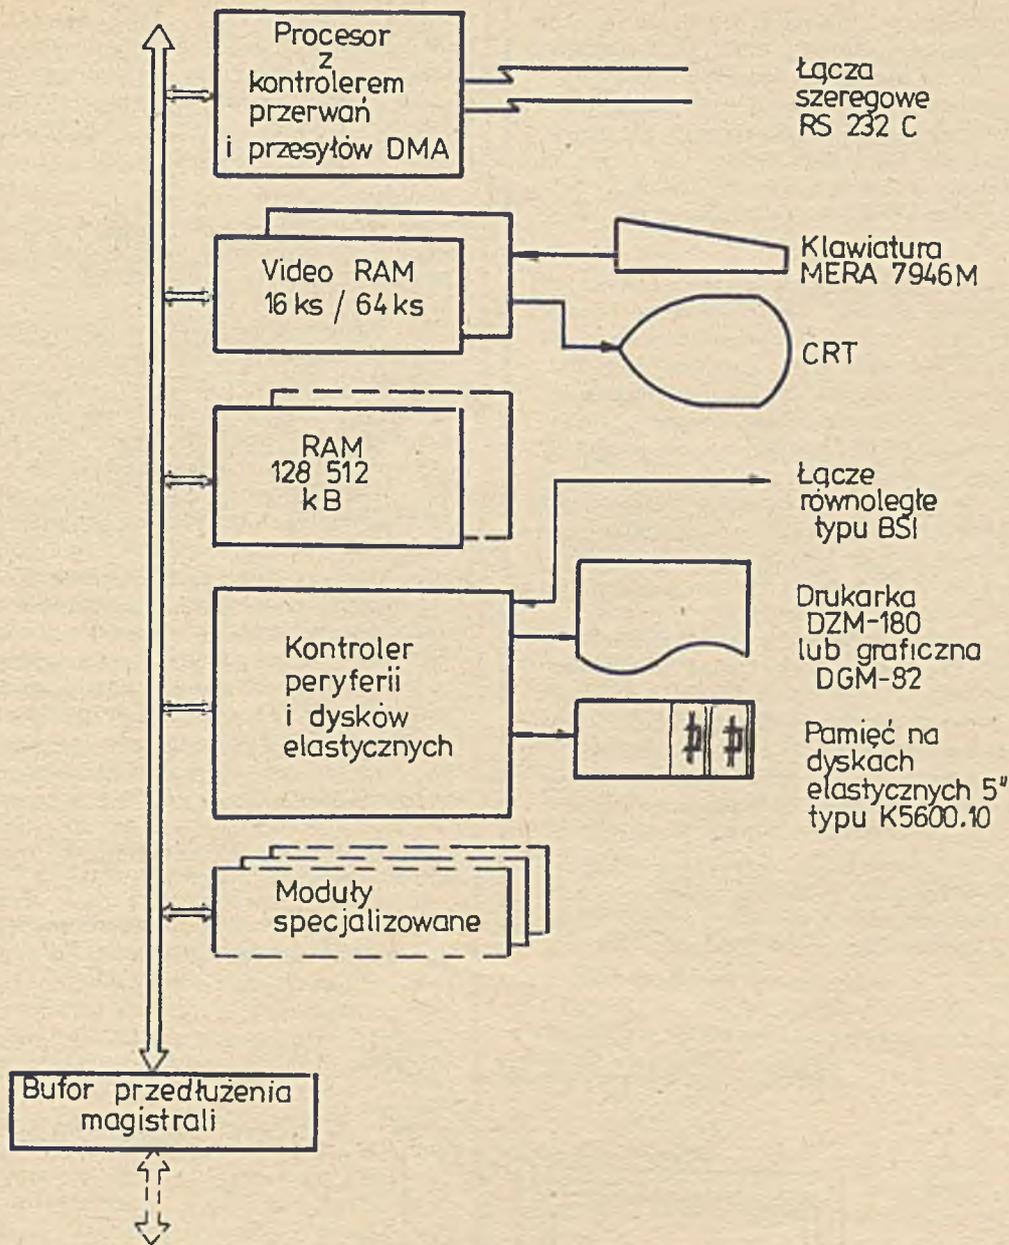 Procesor
z
kontrolerem
przerwań
i przesyłów DMA
Łącza
szeregowe
RS 232 C
Video RAM
16 ks / 64 ks
Klawiatura
MERA 7946M
CRT
RAM
128 512
kB
Łącze
równoległe
typu BSI
Kontroler
peryferii
i dysków
elastycznych
Drukarka
DZM-180
lub graficzna
DGM-82
Pamięć na
dyskach
elastycznych 5"
typu K5600.10
Moduły
specjalizowane
Bufor przedłużenia
magistrali